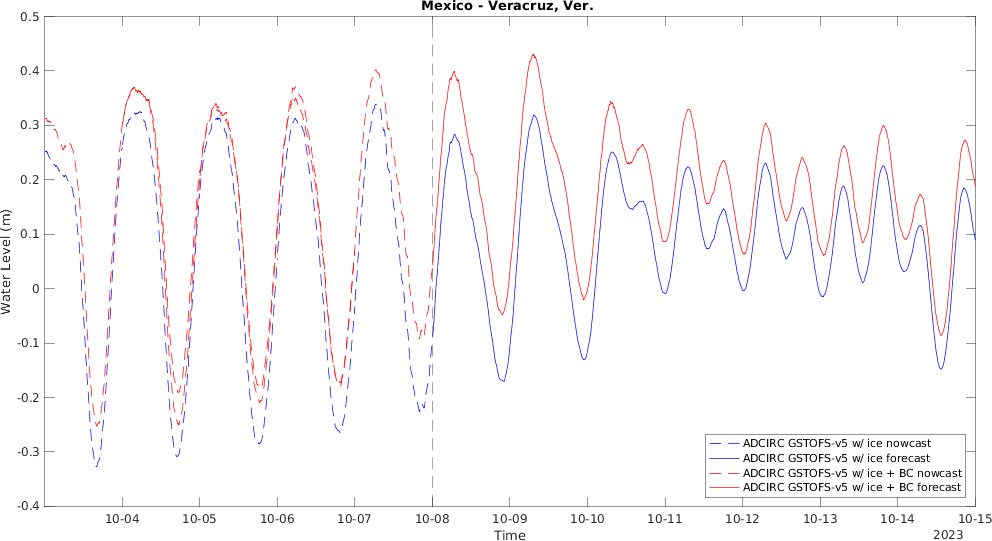 Mexico - Veracruz, Ver.
0.5
0.4
0.3
0.2
0.1
0
-0.1
-0.2
-0.3
-0.4
Water Level (m)
ADCIRC GSTOFS-v5 w/ ice nowcast
ADCIRC GSTOFS-v5 w/ ice forecast
ADCIRC GSTOFS-v5 w/ ice + BC nowcast
ADCIRC GSTOFS-v5 w/ ice + BC forecast
10-04 10-05 10-06 10-07 10-08 10-09 10-10 10-11 10-12 10-13 10-14 10-15
Time
2023